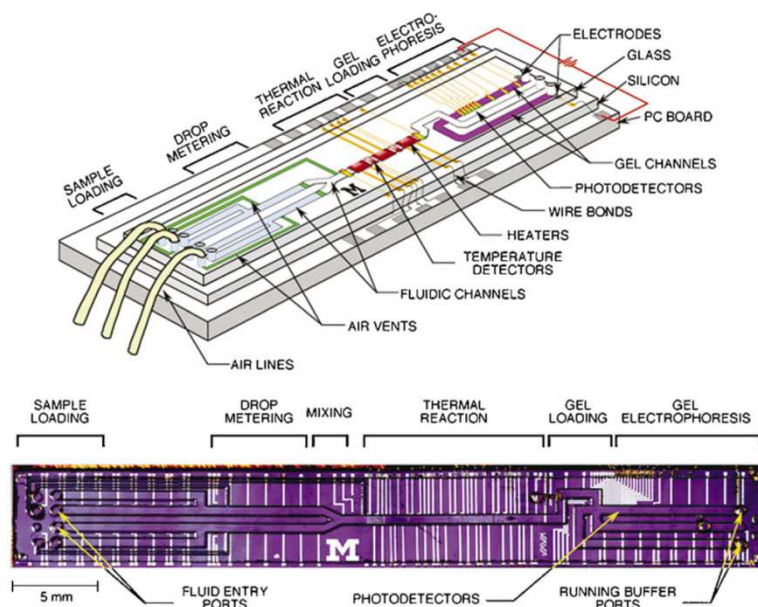 ELECTRO-
PHORESIS
GEL
LOADING
THERMAL
REACTION
DROP
METERING
SAMPLE
LOADING
ELECTRODES
GLASS
SILICON
PC BOARD
GEL CHANNELS
PHOTODETECTORS
WIRE BONDS
HEATERS
TEMPERATURE
DETECTORS
FLUIDIC CHANNELS
AIR VENTS
AIR LINES
M
SAMPLE
LOADING
DROP
METERING
MIXING
THERMAL
REACTION
GEL
LOADING
GEL
ELECTROPHORESIS
M
5 mm
FLUID ENTRY
PORTS
PHOTODETECTORS
RUNNING BUFFER
PORTS